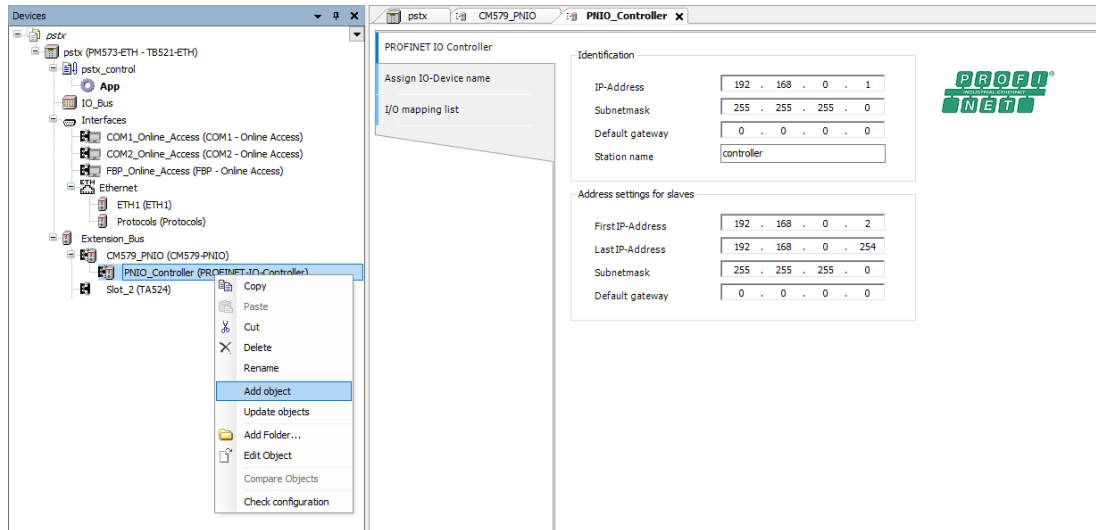 Devices
pstx
pstx (PM573-ETH - TB521-ETH)
pstx_control
App
IO_Bus
Interfaces
COM1_Online_Access (COM1 - Online Access)
COM2_Online_Access (COM2 - Online Access)
FBP_Online_Access (FBP - Online Access)
ETH
Ethernet
ETH1 (ETH1)
Protocols (Protocols)
Extension_Bus
CM579_PNIO (CM579-PNIO)
PNIO_Controller (PROFINET-IO-Controller)
Slot_2 (TA524)
Copy
Paste
Cut
Delete
Rename
Add object
Update objects
Add Folder...
Edit Object
Compare Objects
Check configuration
pstx CM579_PNIO PNIO_Controller x
PROFINET IO Controller
Assign IO-Device name
I/O mapping list
Identification
IP-Address 192 . 168 . 0 . 1
Subnetmask 255 . 255 . 255 . 0
Default gateway 0 . 0 . 0 . 0
Station name controller
Address settings for slaves
First IP-Address 192 . 168 . 0 . 2
Last IP-Address 192 . 168 . 0 . 254
Subnetmask 255 . 255 . 255 . 0
Default gateway 0 . 0 . 0 . 0
PROFI®
INDUSTRIAL ETHERNET
NET